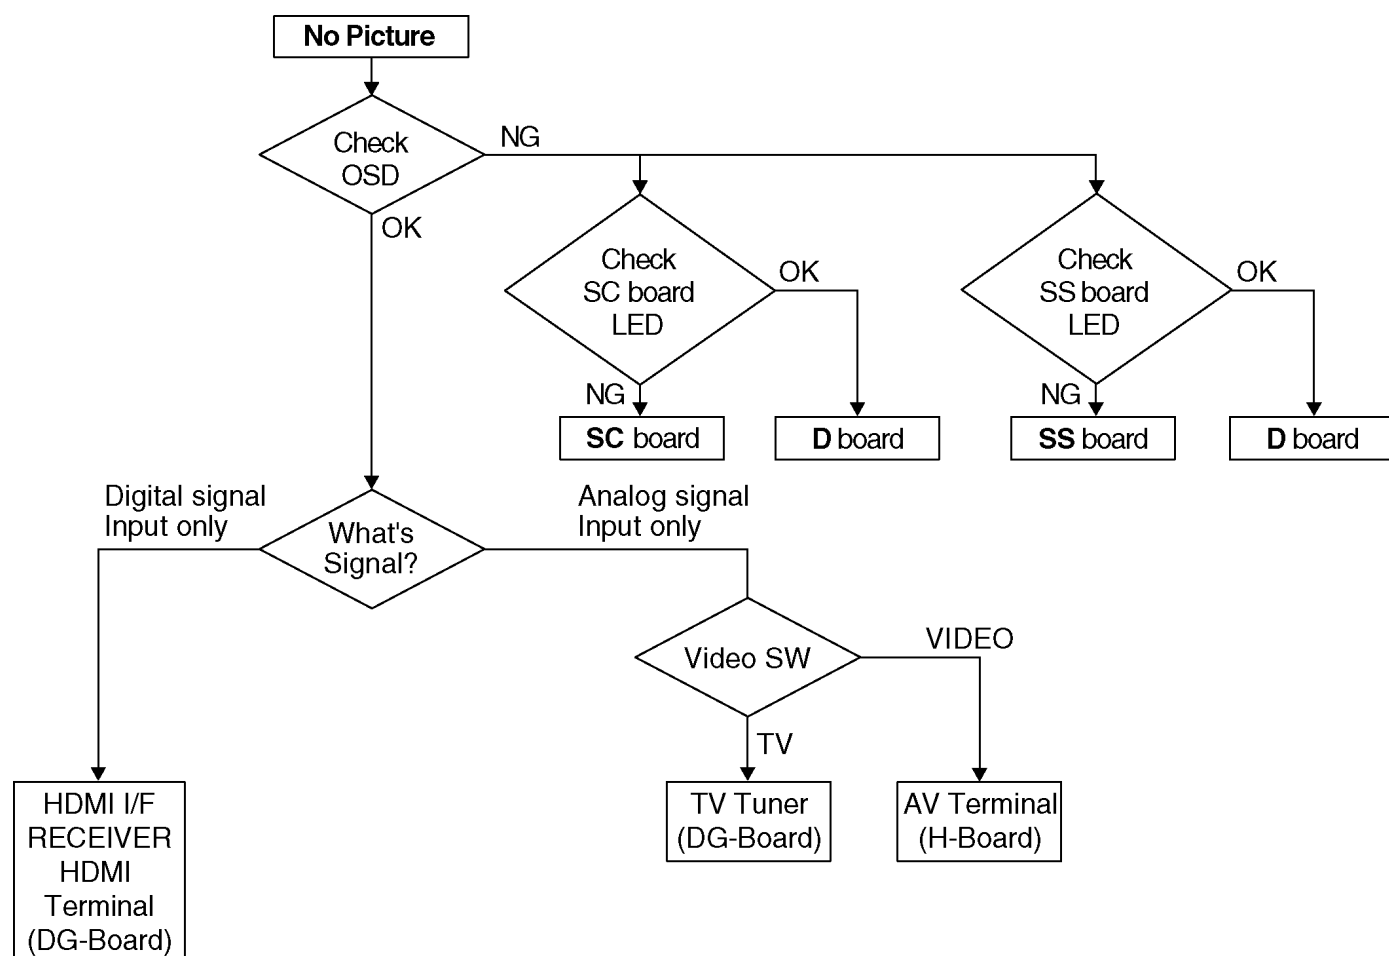 No Picture
Check
OSD
NG
OK
Check
SC board
LED
OK
NG
SC board
D board
Check
SS board
LED
OK
NG
SS board
D board
What's
Signal?
Digital signal
Input only
Analog signal
Input only
Video SW
VIDEO
TV
HDMI I/F
RECEIVER
HDMI
Terminal
(DG-Board)
TV Tuner
(DG-Board)
AV Terminal
(H-Board)